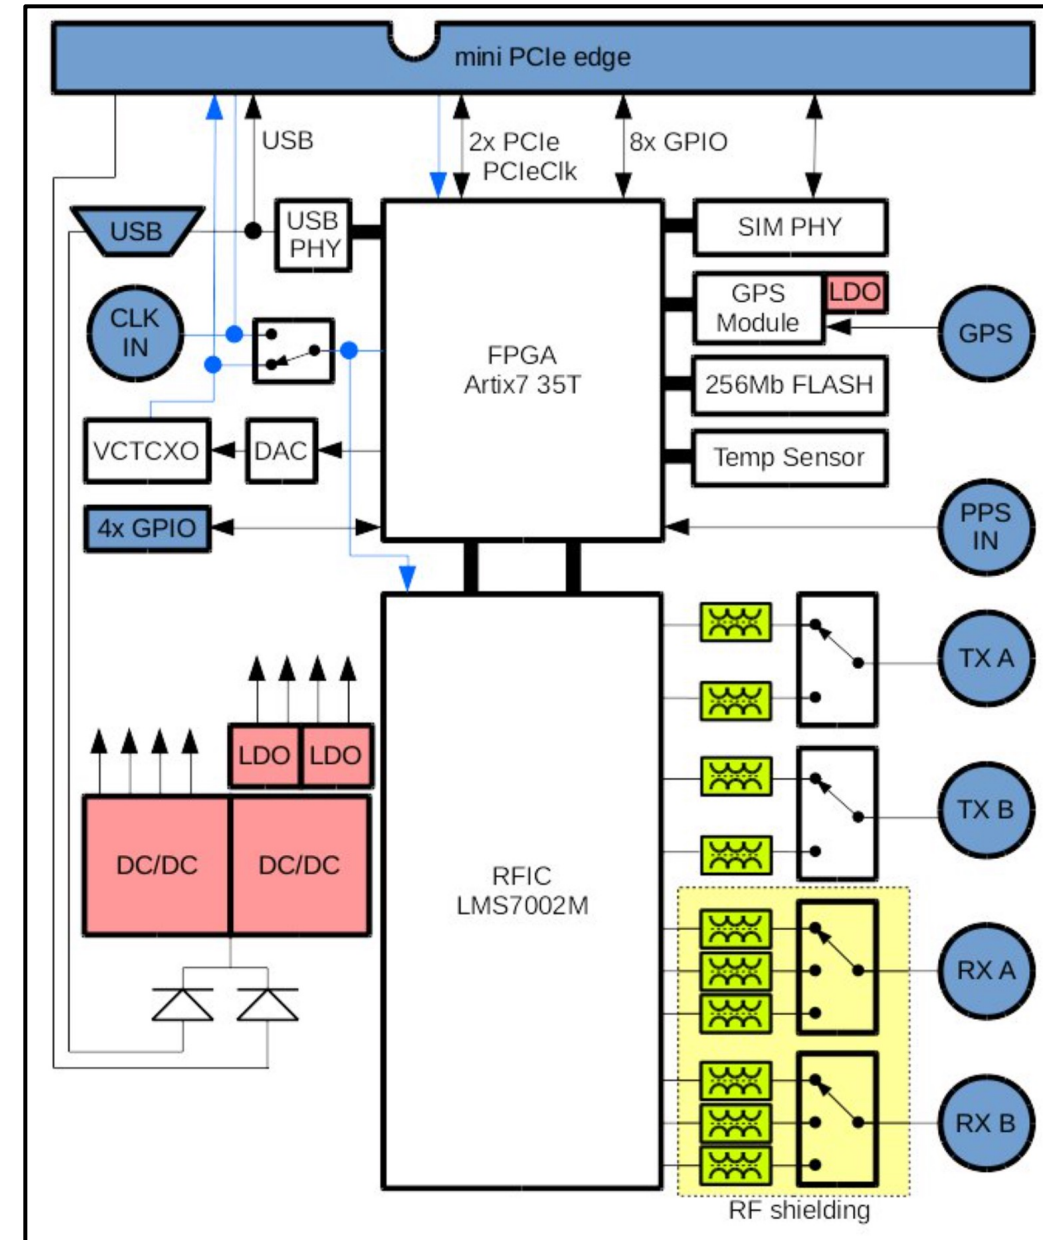 mini PCIe edge
USB
2x PCIe
PCIeClk
8x GPIO
USB
USB
PHY
SIM PHY
CLK
IN
GPS
Module
LDO
GPS
FPGA
Artix7 35T
256Mb FLASH
VCTCXO
DAC
Temp Sensor
4x GPIO
PPS
IN
TX A
LDO
LDO
TX B
DC/DC
DC/DC
RFIC
LMS7002M
RX A
RX B
RF shielding